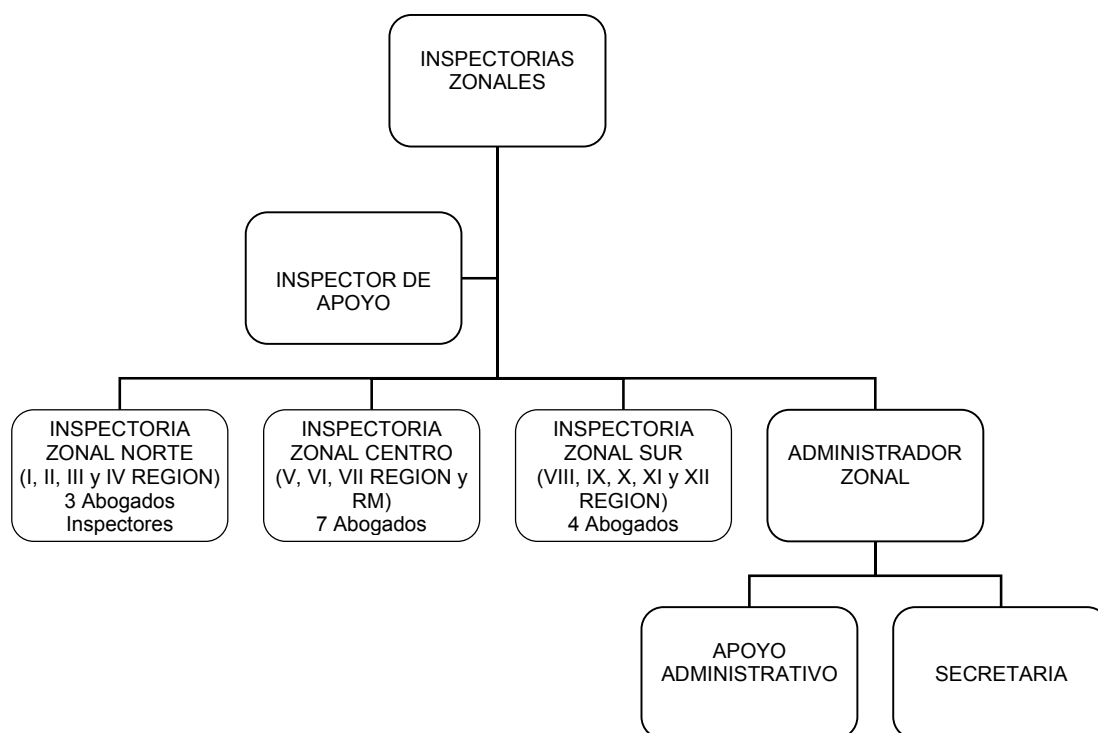 INSPECTORIAS
ZONALES
INSPECTOR DE
APOYO
INSPECTORIA
ZONAL NORTE
(I, II, III y IV REGION)
3 Abogados
Inspectores
INSPECTORIA
ZONAL CENTRO
(V, VI, VII REGION y
RM)
7 Abogados
INSPECTORIA
ZONAL SUR
(VIII, IX, X, XI y XII
REGION)
4 Abogados
ADMINISTRADOR
ZONAL
APOYO
ADMINISTRATIVO
SECRETARIA